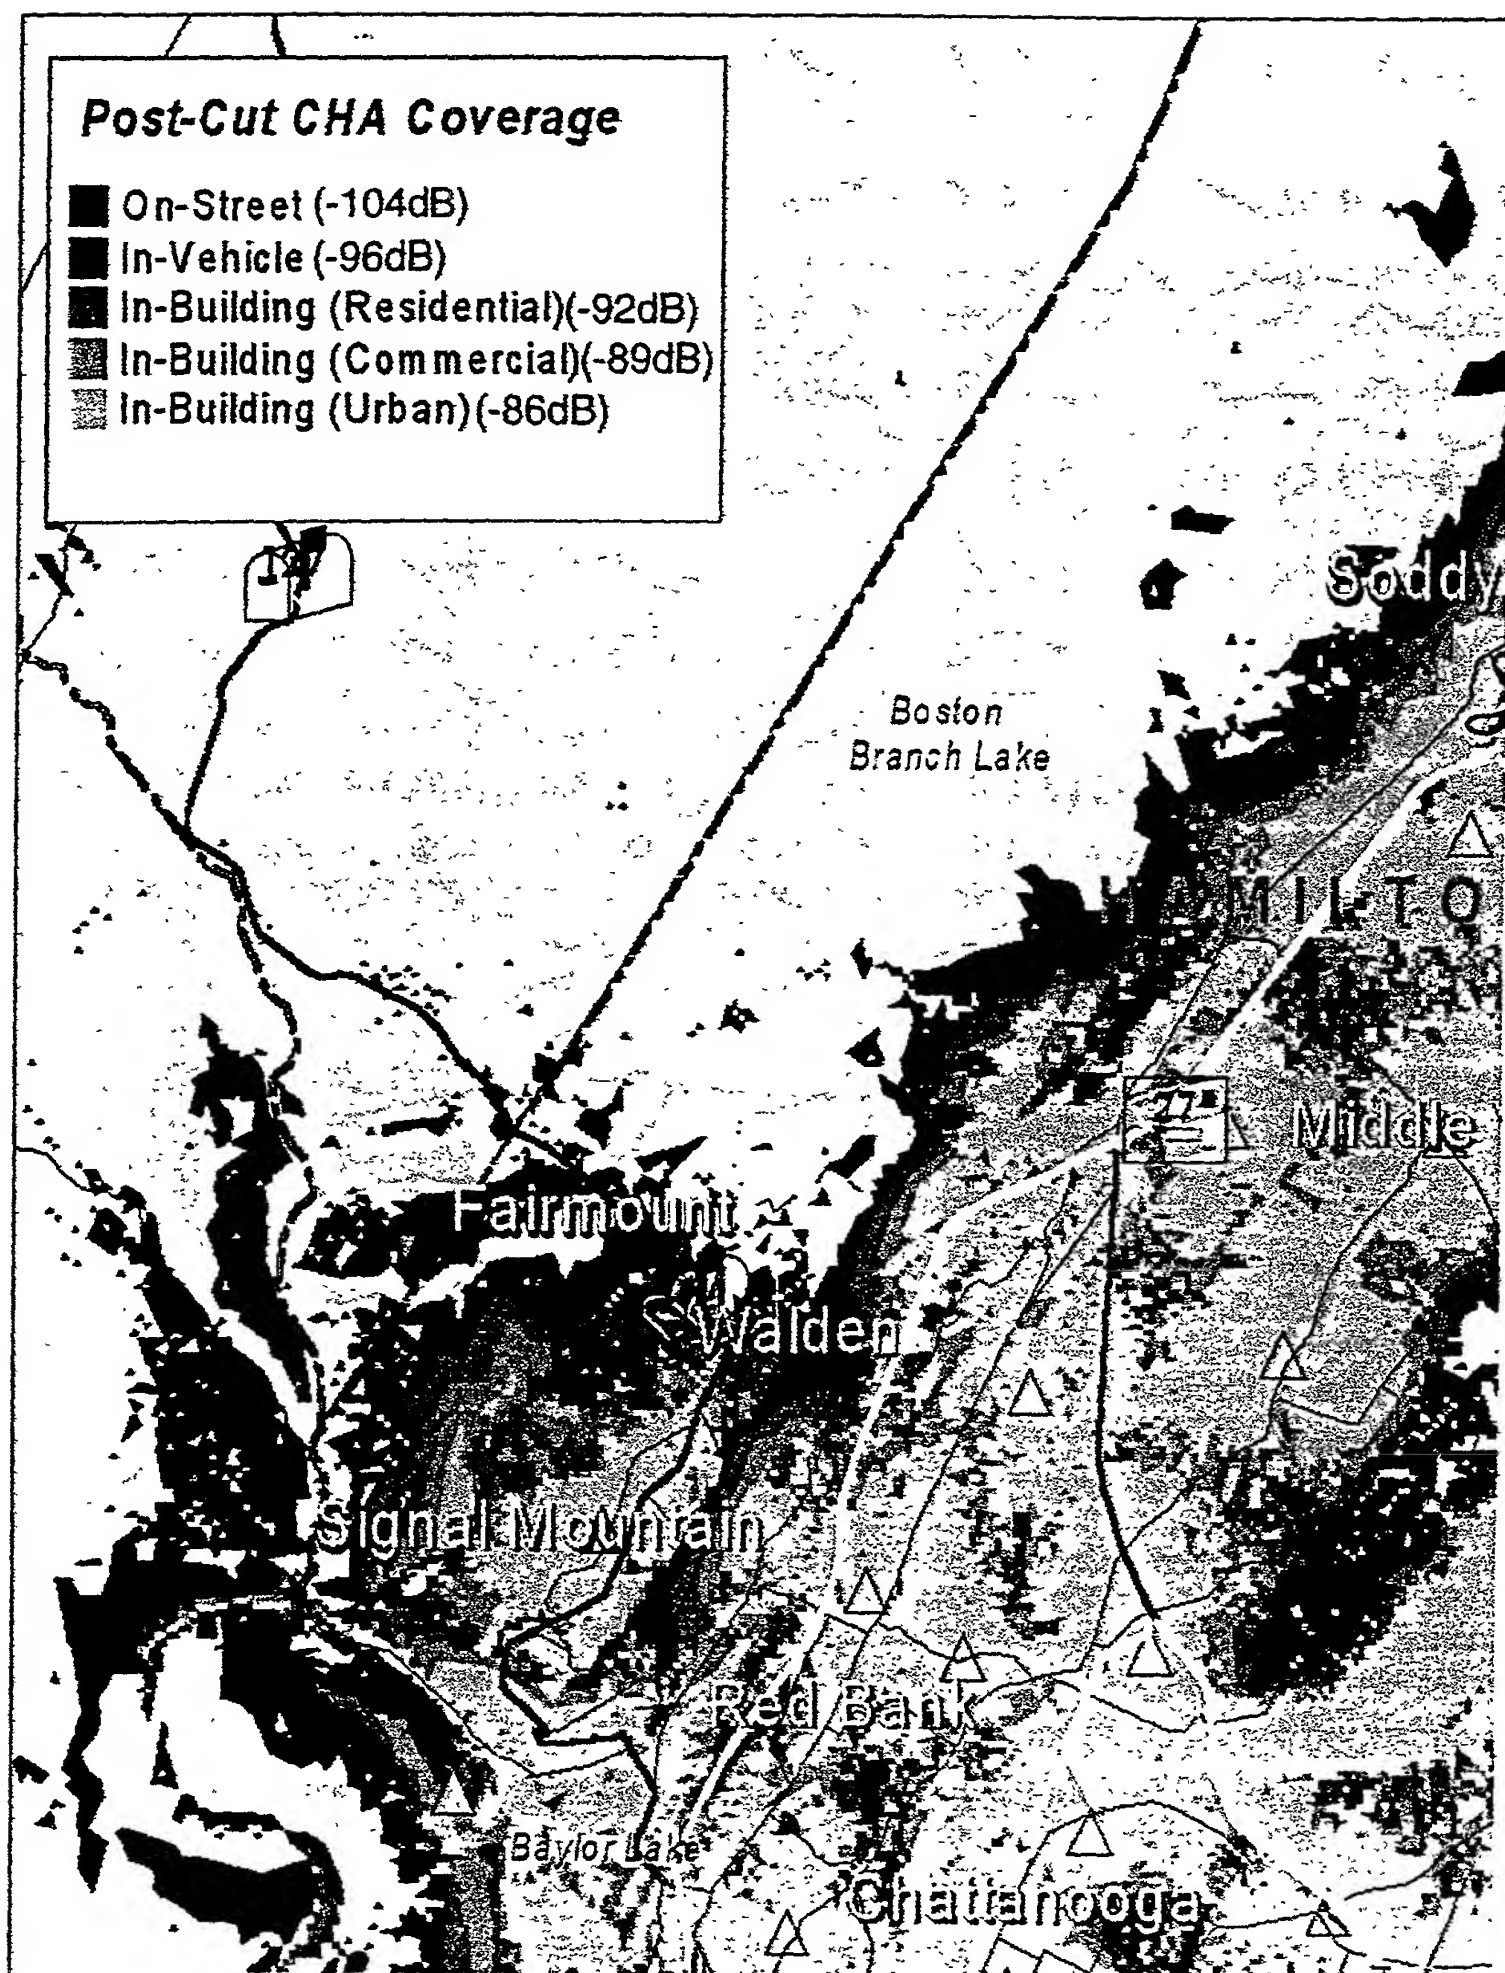 Post-Cut CHA Coverage
On-Street (-104dB)
In-Vehicle (-96dB)
In-Building (Residential)(-92dB)
In-Building (Commercial)(-89dB)
In-Building (Urban)(-86dB)
Soddy
Boston
Branch Lake
MILTO
Middle
Fairmount
Walden
Signal Mountain
Red Bank
Baylor Lake
Chattanooga